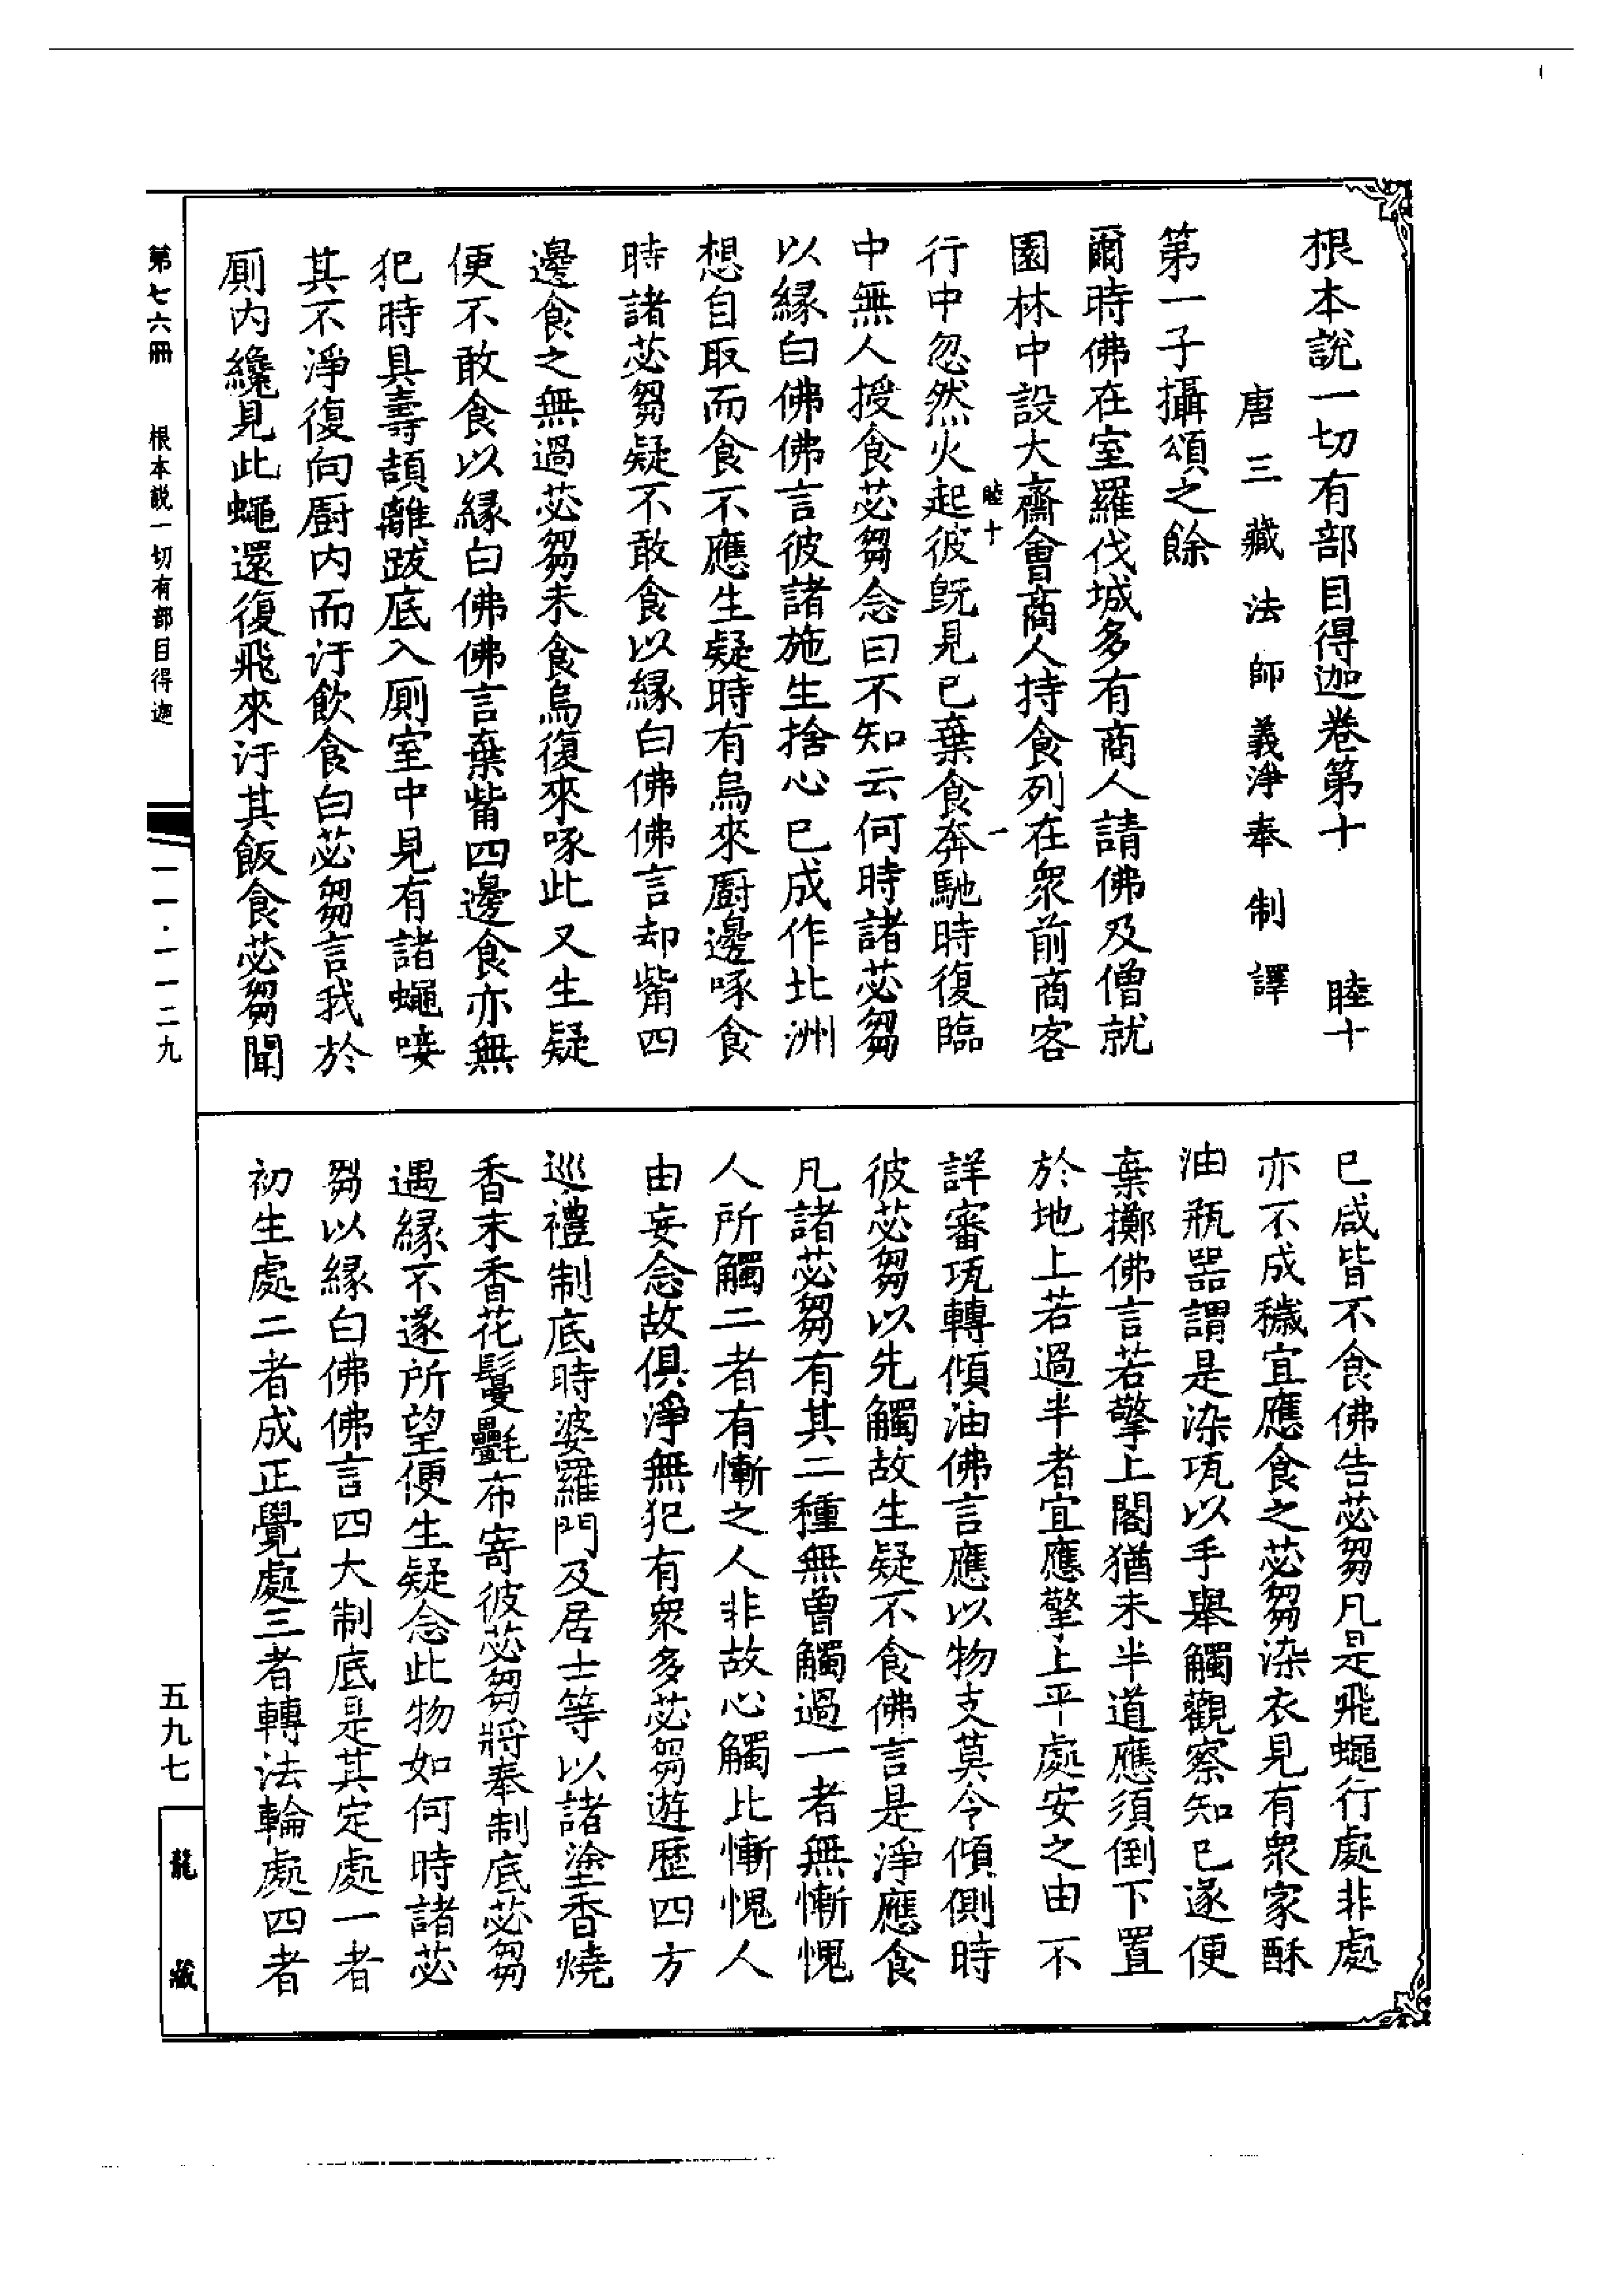 根本說一切有部目得迦卷第十　睦十
唐三藏法師義淨奉制譯
第一子攝頌之餘
爾時佛在室羅伐城多有商人請佛及僧就
園林中設大齋會商人持食列在衆前商客
睦十　一
行中忽然火起彼旣見已棄食奔馳時復臨
中無人授食苾芻念曰不知云何時諸苾芻
以緣白佛佛言彼諸施生捨心已成作北洲
想自取而食不應生疑時有烏來廚邊啄食
時諸苾芻疑不敢食以緣白佛佛言却觜四
邊食之無過苾芻未食烏復來啄此又生疑
便不敢食以緣白佛佛言棄觜四邊食亦無
犯時具壽頡離跋底入厠室中見有諸蠅唼
其不淨復向廚內而汙飲食白苾芻言我於
厠內纔見此蠅還復飛來汙其飯食苾芻聞
已咸皆不食佛告苾芻凡是飛蠅行處非處
亦不成穢宜應食之苾芻染衣見有衆家酥
油瓶器謂是染瓨以手舉觸觀察知已遂便
棄擲佛言若擎上閣猶未半道應須倒下置
於地上若過半者宜應擎上平處安之由不
詳審瓨轉傾油佛言應以物支莫令傾側時
彼苾芻以先觸故生疑不食佛言是淨應食
凡諸苾芻有其二種無曾觸過一者無慚愧
人所觸二者有慚之人非故心觸此慚愧人
由妄念故俱淨無犯有衆多苾芻遊歷四方
巡禮制底時婆羅門及居士等以諸塗香燒
香末香花鬘㲲布寄彼苾芻將奉制底苾芻
遇緣不遂所望便生疑念此物如何時諸苾
芻以緣白佛佛言四大制底是其定處一者
初生處二者成正覺處三者轉法輪處四者
第七六冊　根本說一切有部目得迦　一一·一一二九
五九七
龍藏